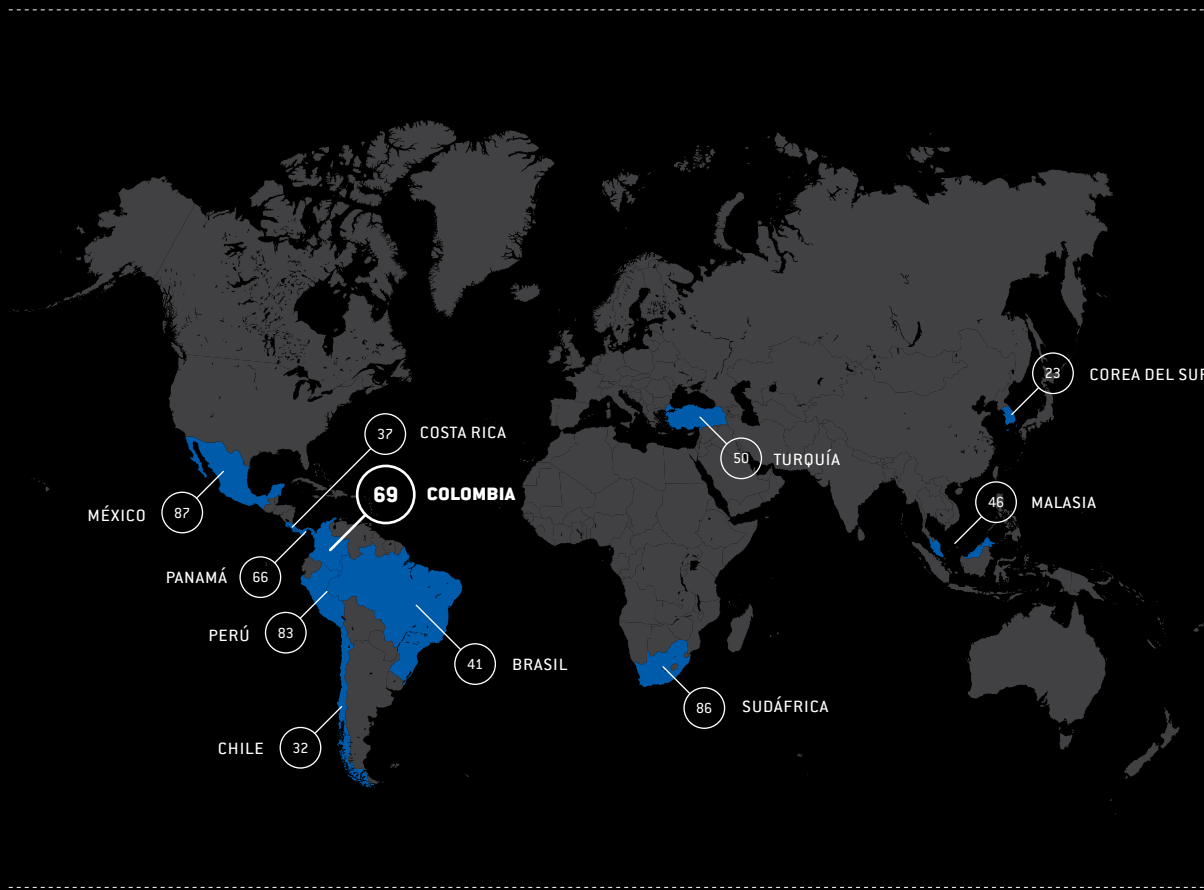 23 COREA DEL SUR
37 COSTA RICA
50 TURQUÍA
69 COLOMBIA
46 MALASIA
MÉXICO 87
PANAMÁ 66
PERÚ 83
41 BRASIL
86 SUDÁFRICA
CHILE 32